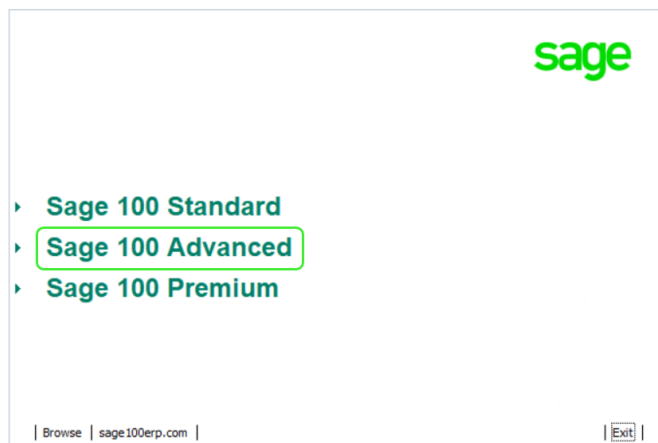 sage
Sage 100 Standard
Sage 100 Advanced
Sage 100 Premium
| Browse | sage100erp.com | | Exit |